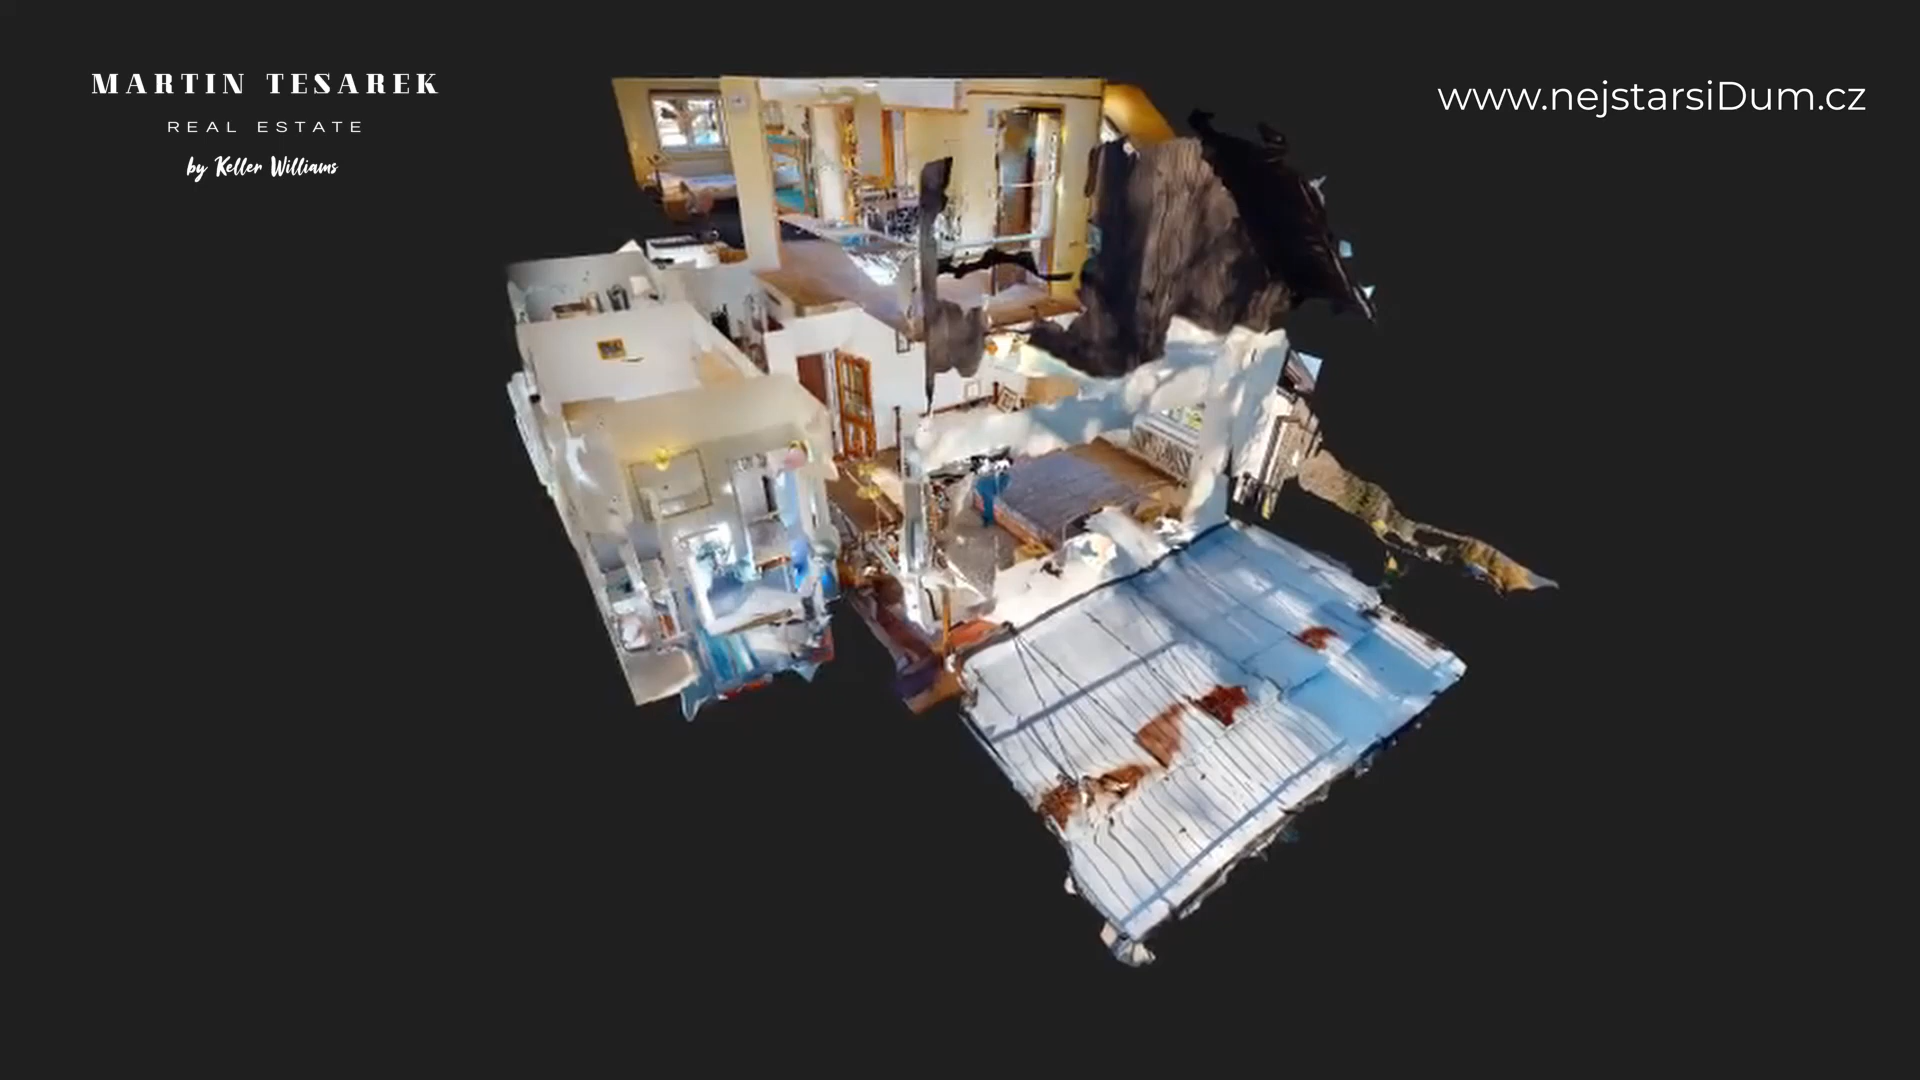 MARTIN TESAREK
REAL ESTATE
by Keller Williams
www.nejstarsiDum.cz